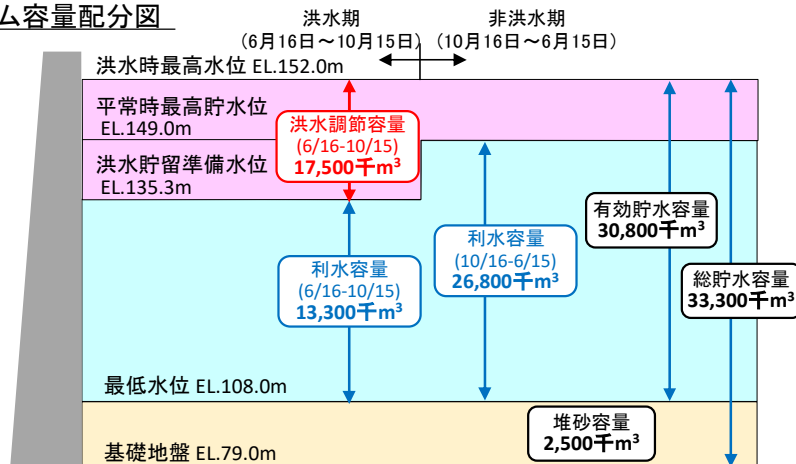 ム容量配分図
洪水期
(6月16日～10月15日)
非洪水期
(10月16日～6月15日)
洪水時最高水位 EL.152.0m
平常時最高貯水位
EL.149.0m
洪水調節容量
(6/16-10/15)
17,500千m³
洪水貯留準備水位
EL.135.3m
有効貯水容量
30,800千m³
利水容量
(10/16-6/15)
26,800千m³
利水容量
(6/16-10/15)
13,300千m³
総貯水容量
33,300千m³
最低水位 EL.108.0m
堆砂容量
2,500千m³
基礎地盤 EL.79.0m